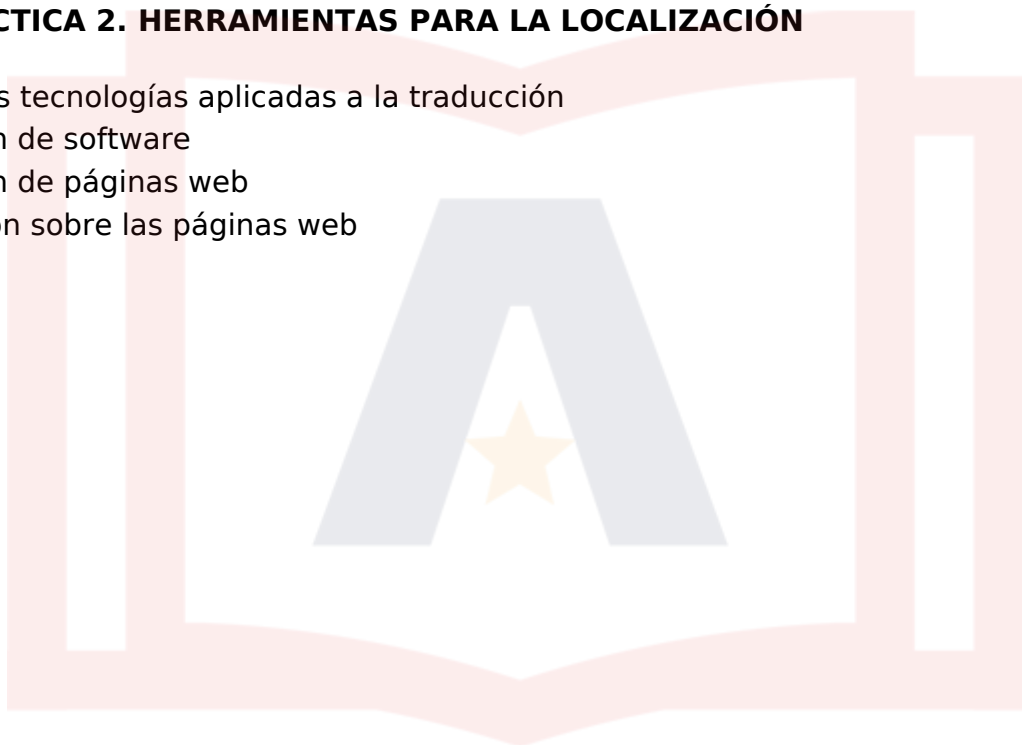 CTICA 2. HERRAMIENTAS PARA LA LOCALIZACIÓN
s tecnologías aplicadas a la traducción
n de software
n de páginas web
ón sobre las páginas web